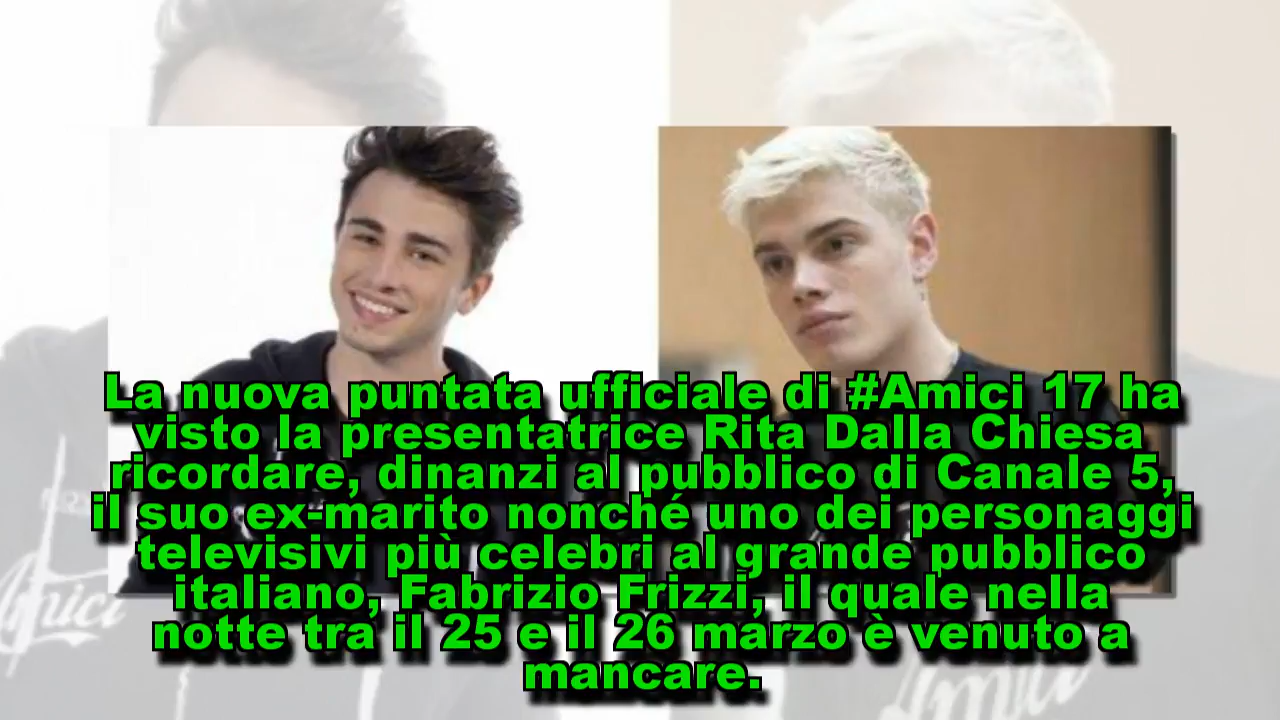 La nuova puntata ufficiale di #Amici 17 ha
visto la presentatrice Rita Dalla Chiesa
ricordare, dinanzi al pubblico di Canale 5,
il suo ex-marito nonché uno dei personaggi
televisivi più celebri al grande pubblico
italiano, Fabrizio Frizzi, il quale nella
notte tra il 25 e il 26 marzo è venuto a
mancare.
Amici
Amici